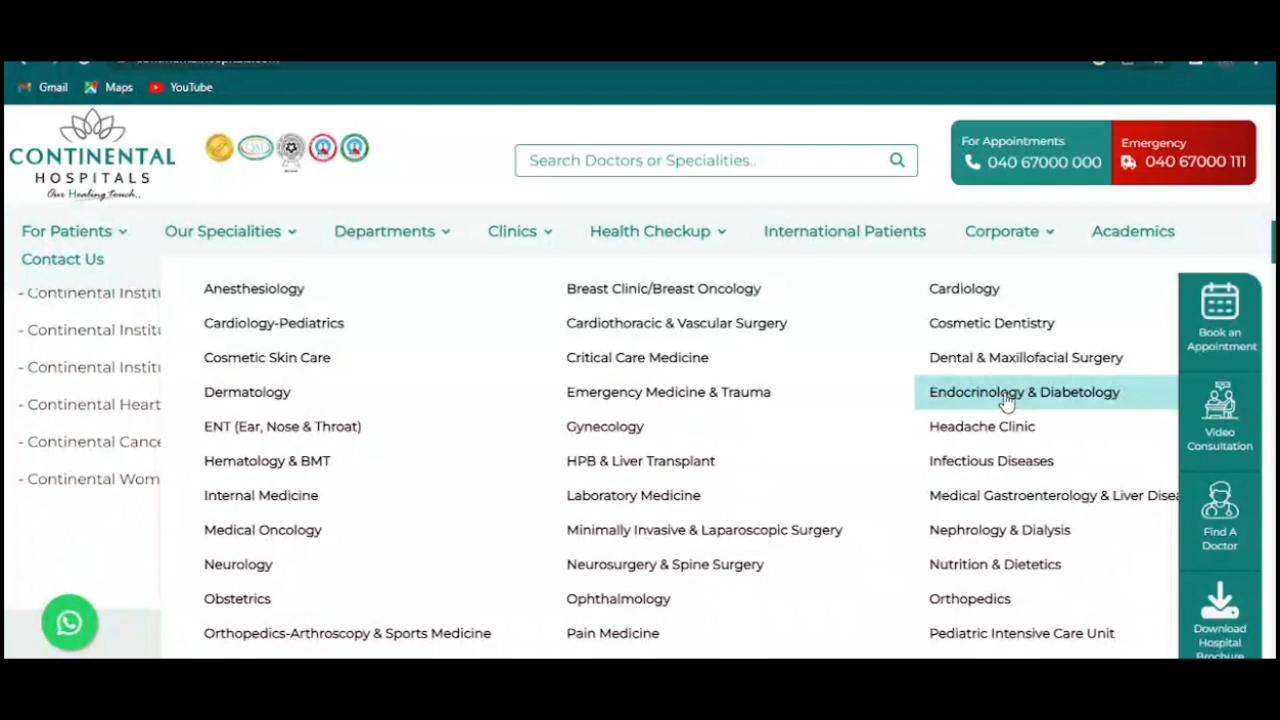 Gmail Maps YouTube
CONTINENTAL
HOSPITALS
Our Healing touch..
Search Doctors or Specialities..
For Appointments
040 67000 000
Emergency
040 67000 111
For Patients Our Specialities Departments Clinics Health Checkup International Patients Corporate Academics
Contact Us
- Continental Institu
- Continental Institu
- Continental Institu
- Continental Heart
- Continental Cance
- Continental Wom
Anesthesiology Breast Clinic/Breast Oncology Cardiology
Cardiology-Pediatrics Cardiothoracic & Vascular Surgery Cosmetic Dentistry
Cosmetic Skin Care Critical Care Medicine Dental & Maxillofacial Surgery
Dermatology Emergency Medicine & Trauma Endocrinology & Diabetology
ENT (Ear, Nose & Throat) Gynecology Headache Clinic
Hematology & BMT HPB & Liver Transplant Infectious Diseases
Internal Medicine Laboratory Medicine Medical Gastroenterology & Liver Disea
Medical Oncology Minimally Invasive & Laparoscopic Surgery Nephrology & Dialysis
Neurology Neurosurgery & Spine Surgery Nutrition & Dietetics
Obstetrics Ophthalmology Orthopedics
Orthopedics-Arthroscopy & Sports Medicine Pain Medicine Pediatric Intensive Care Unit
Book an
Appointment
Video
Consultation
Find A
Doctor
Download
Hospital
Brochure